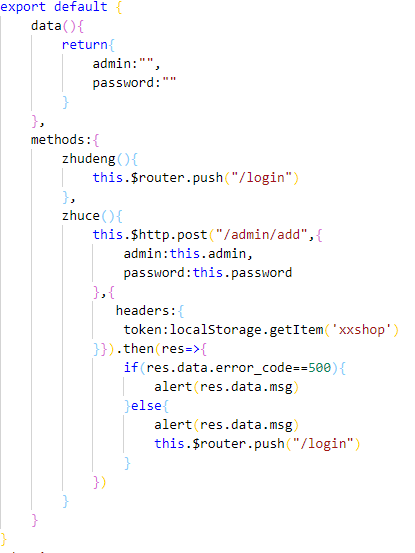 export default {
data(){
return{
admin:"",
password:""
}
},
methods:{
zhudeng(){
this.$router.push("/login")
},
zhuce(){
this.$http.post("/admin/add",{
admin:this.admin,
password:this.password
},{
headers:{
token:localStorage.getItem('xxshop')
}}).then(res=>{
if(res.data.error_code==500){
alert(res.data.msg)
}else{
alert(res.data.msg)
this.$router.push("/login")
}
})
}
}
}